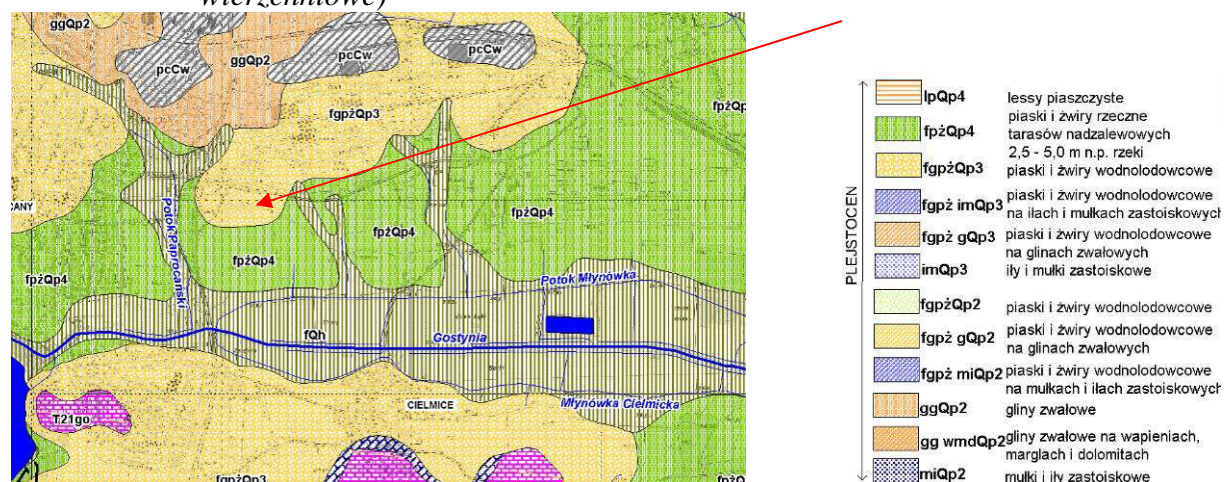 wierzeniowe)
ggQp2
pcCw
ggQp2
pcCw
pcCw
fgpżQp3
fpżQp
CANY
Potok Paprocański
fpżQp4
fpżQp4
fpżQp4
fpżQp4
Potok Młynówka
fQh
Gostynia
CIELMICE
Młynówka Cielmicka
T21go
fgpżQp3
fpżQ
PLEJSTOCEN
lpQp4 lessy piaszczyste
fpżQp4 piaski i żwiry rzeczne
tarasów nadzalewowych
2,5 - 5,0 m n.p. rzeki
fgpżQp3 piaski i żwiry wodnolodowcowe
fgpż imQp3 piaski i żwiry wodnolodowcowe
na iłach i mułkach zastoiskowych
fgpż gQp3 piaski i żwiry wodnolodowcowe
na glinach zwałowych
imQp3 iły i mułki zastoiskowe
fgpżQp2 piaski i żwiry wodnolodowcowe
fgpż gQp2 piaski i żwiry wodnolodowcowe
na glinach zwałowych
fgpż miQp2 piaski i żwiry wodnolodowcowe
na mułkach i iłach zastoiskowych
ggQp2 gliny zwałowe
gg wmdQp2 gliny zwałowe na wapieniach,
marglach i dolomitach
miQp2 mułki i iły zastoiskowe